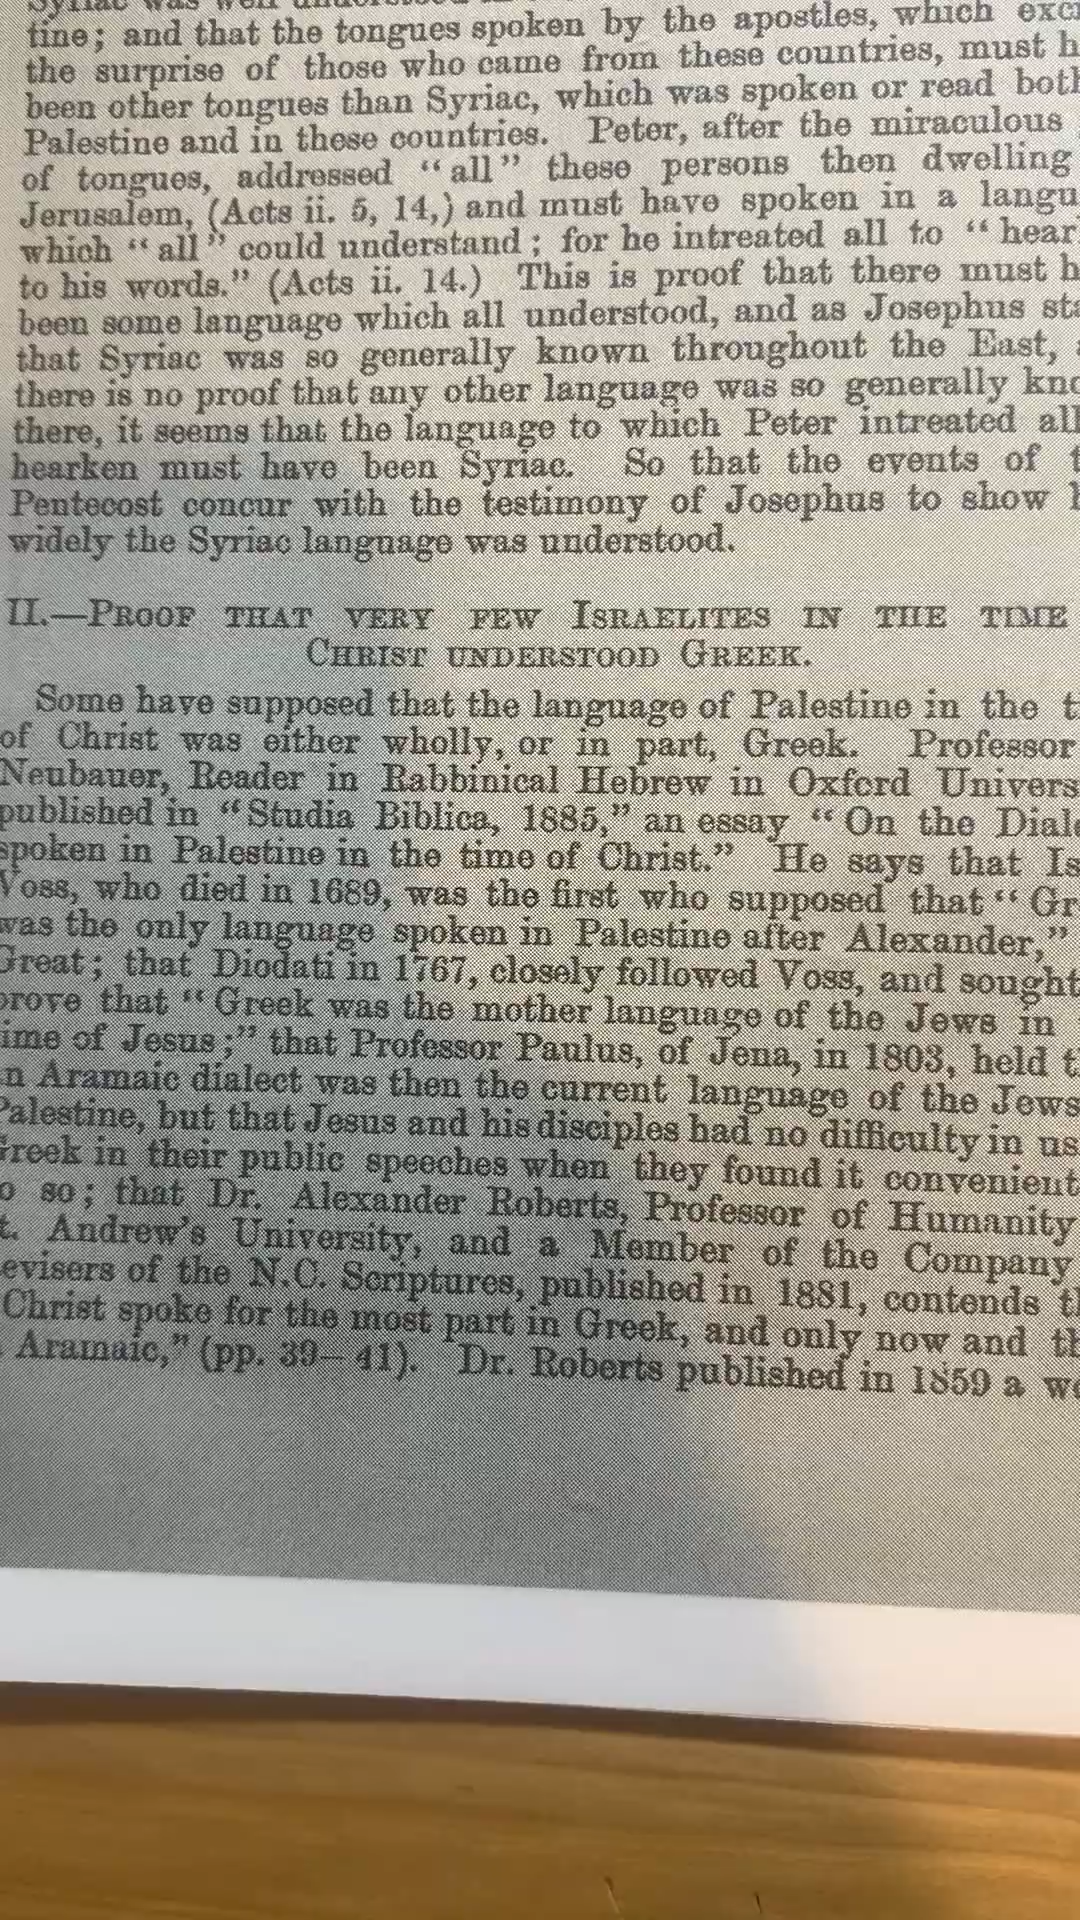 Syriac was well
tine; and that the tongues spoken by the apostles, which
the surprise of those who came from these countries, must
been other tongues than Syriac, which was spoken or read
Palestine and in these countries. Peter, after the miraculous
of tongues, addressed “all” these persons then dwelling
Jerusalem, (Acts ii. 5, 14,) and must have spoken in a
which “all” could understand; for he intreated all to “
to his words.” (Acts ii. 14.) This is proof that there must
been some language which all understood, and as Josephus
that Syriac was so generally known throughout the East,
there is no proof that any other language was so generally
there, it seems that the language to which Peter intreated all
hearken must have been Syriac. So that the events of
Pentecost concur with the testimony of Josephus to show
widely the Syriac language was understood.
II.—PROOF THAT VERY FEW ISRAELITES IN THE TIME
CHRIST UNDERSTOOD GREEK.
Some have supposed that the language of Palestine in the
of Christ was either wholly, or in part, Greek. Professor
Neubauer, Reader in Rabbinical Hebrew in Oxford
published in “Studia Biblica, 1885,” an essay “On the
spoken in Palestine in the time of Christ.” He says that
Voss, who died in 1689, was the first who supposed that “
was the only language spoken in Palestine after Alexander,”
Great; that Diodati in 1767, closely followed Voss, and sought
prove that “Greek was the mother language of the Jews in
time of Jesus;” that Professor Paulus, of Jena, in 1803, held
an Aramaic dialect was then the current language of the Jews
Palestine, but that Jesus and his disciples had no difficulty in
Greek in their public speeches when they found it convenient
so; that Dr. Alexander Roberts, Professor of Humanity
Andrew’s University, and a Member of the Company
of the N.C. Scriptures, published in 1881, contends
Christ spoke for the most part in Greek, and only now and
Aramaic,” (pp. 39–41). Dr. Roberts published in 1859 a